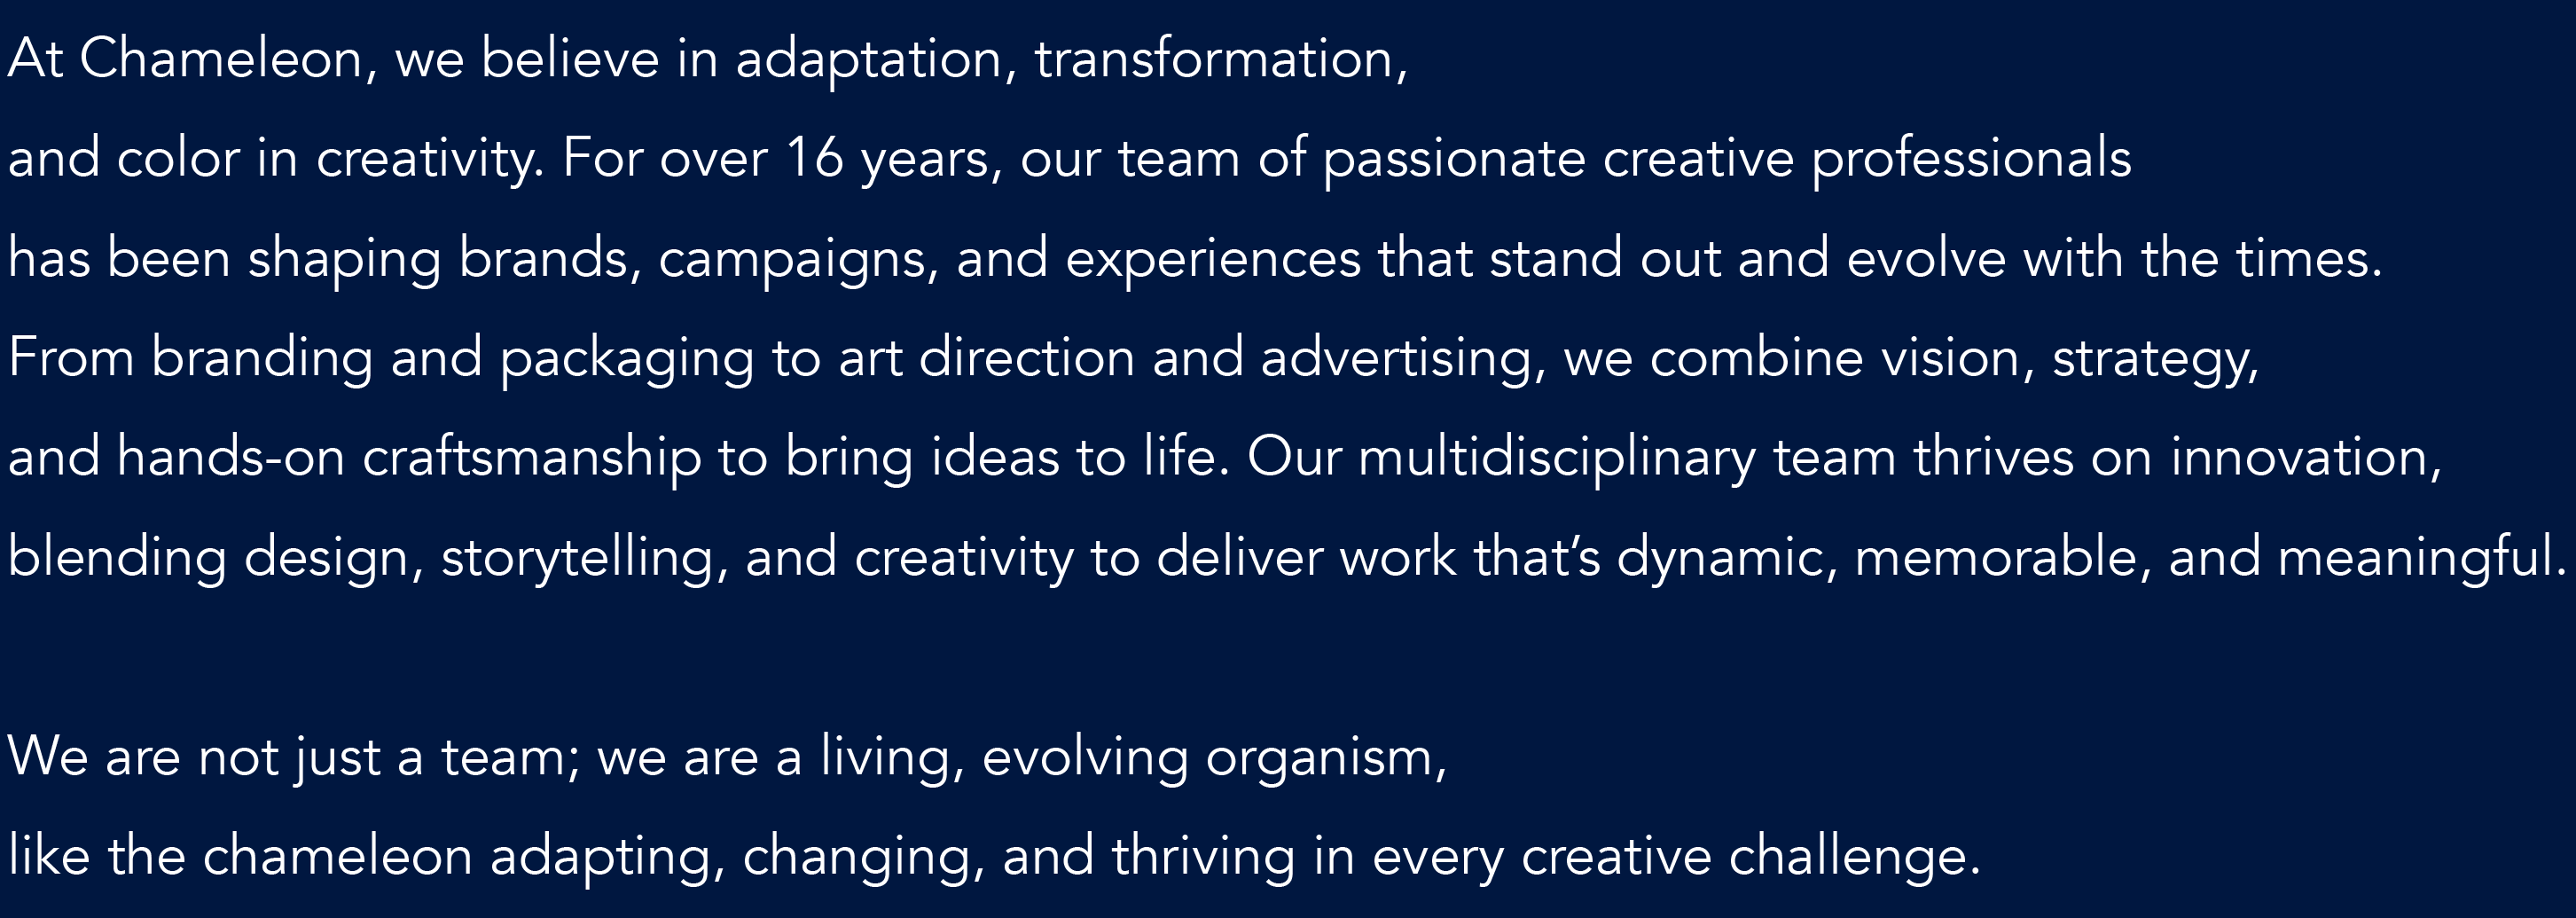 At Chameleon, we believe in adaptation, transformation,
and color in creativity. For over 16 years, our team of passionate creative professionals
has been shaping brands, campaigns, and experiences that stand out and evolve with the times.
From branding and packaging to art direction and advertising, we combine vision, strategy,
and hands-on craftsmanship to bring ideas to life. Our multidisciplinary team thrives on innovation,
blending design, storytelling, and creativity to deliver work that’s dynamic, memorable, and meaningful.
We are not just a team; we are a living, evolving organism,
like the chameleon adapting, changing, and thriving in every creative challenge.